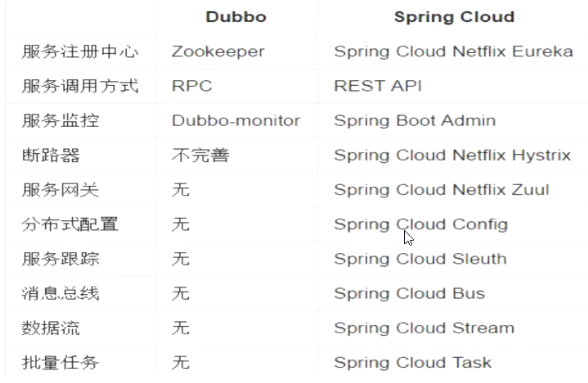 Dubbo Spring Cloud
服务注册中心 Zookeeper Spring Cloud Netflix Eureka
服务调用方式 RPC REST API
服务监控 Dubbo-monitor Spring Boot Admin
断路器 不完善 Spring Cloud Netflix Hystrix
服务网关 无 Spring Cloud Netflix Zuul
分布式配置 无 Spring Cloud Config
服务跟踪 无 Spring Cloud Sleuth
消息总线 无 Spring Cloud Bus
数据流 无 Spring Cloud Stream
批量任务 无 Spring Cloud Task